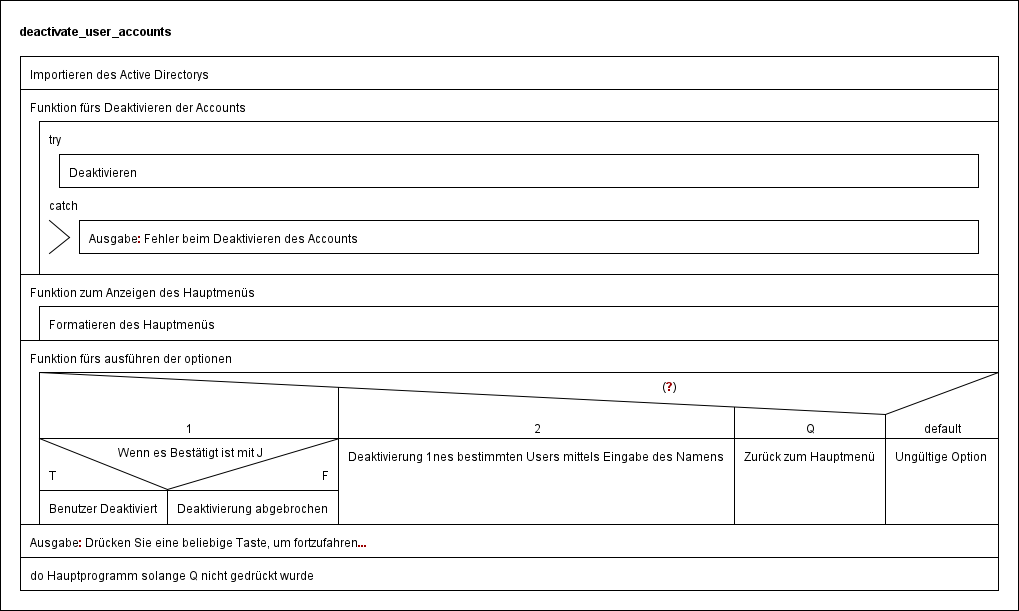 deactivate_user_accounts
Importieren des Active Directorys
Funktion fürs Deaktivieren der Accounts
try
Deaktivieren
catch
Ausgabe: Fehler beim Deaktivieren des Accounts
Funktion zum Anzeigen des Hauptmenüs
Formatieren des Hauptmenüs
Funktion fürs ausführen der optionen
(?)
1
2
Q
default
Wenn es Bestätigt ist mit J
T
F
Benutzer Deaktiviert
Deaktivierung abgebrochen
Deaktivierung 1nes bestimmten Users mittels Eingabe des Namens
Zurück zum Hauptmenü
Ungültige Option
Ausgabe: Drücken Sie eine beliebige Taste, um fortzufahren...
do Hauptprogramm solange Q nicht gedrückt wurde